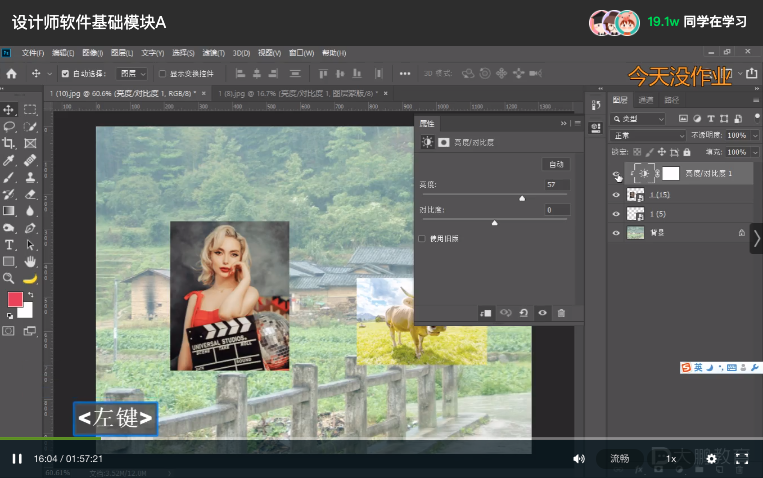 设计师软件基础模块A
19.1w 同学在学习
文件(F) 编辑(E) 图像(I) 图层(L) 文字(Y) 选择(S) 滤镜(T) 3D(D) 视图(V) 窗口(W) 帮助(H)
自动选择: 图层 显示变换控件 3D 模式:
今天没作业
1 (10).jpg @ 60.6% (亮度/对比度 1, RGB/8) * ×
1 (8).jpg @ 16.7% (亮度/对比度 1, 图层蒙版/8) * ×
属性
亮度/对比度
自动
亮度: 57
对比度: 0
使用旧版
图层 通道 路径
类型
正常 不透明度: 100%
锁定: 填充: 100%
亮度/对比度 1
1 (15)
1 (5)
背景
UNIVERSAL STUDIOS
英
<左键>
16:04 / 01:57:21
流畅
1x
大鹏教育
60.61% 文档:2.52M/12.0M